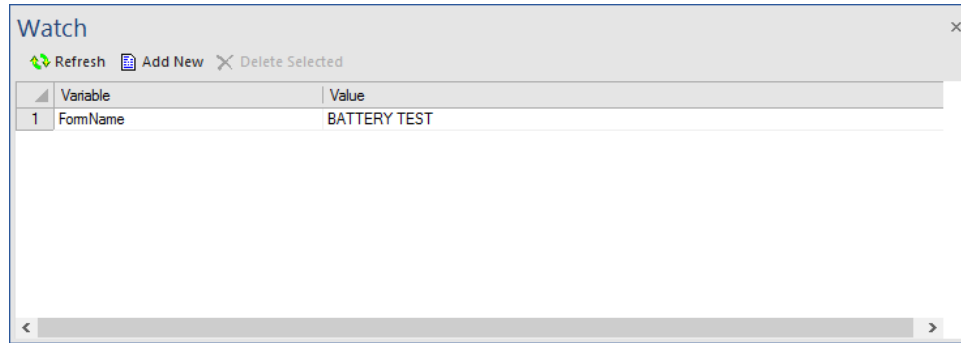 Watch
Refresh Add New Delete Selected
Variable Value
1 FormName BATTERY TEST